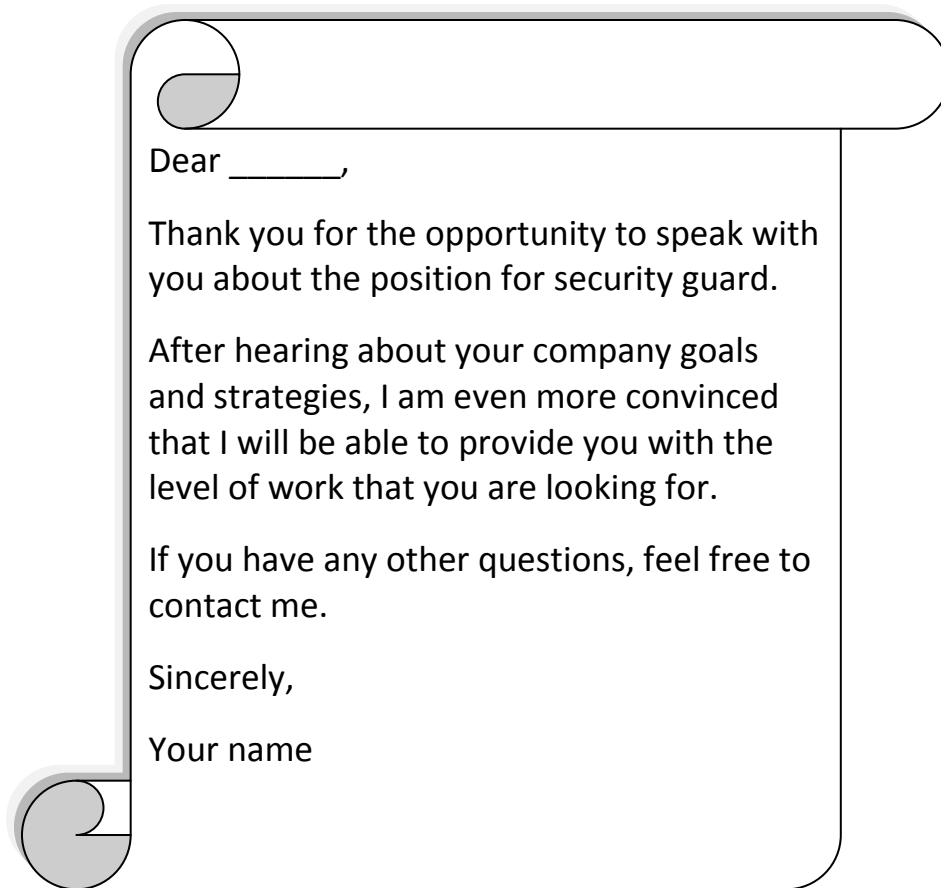 Dear ______,
Thank you for the opportunity to speak with
you about the position for security guard.
After hearing about your company goals
and strategies, I am even more convinced
that I will be able to provide you with the
level of work that you are looking for.
If you have any other questions, feel free to
contact me.
Sincerely,
Your name